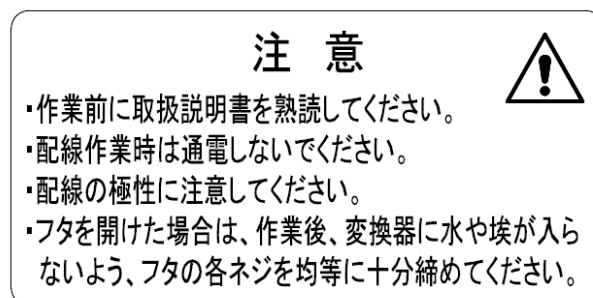 注 意
▪作業前に取扱説明書を熟読してください。
▪配線作業時は通電しないでください。
▪配線の極性に注意してください。
▪フタを開けた場合は、作業後、変換器に水や埃が入ら
ないよう、フタの各ネジを均等に十分締めてください。